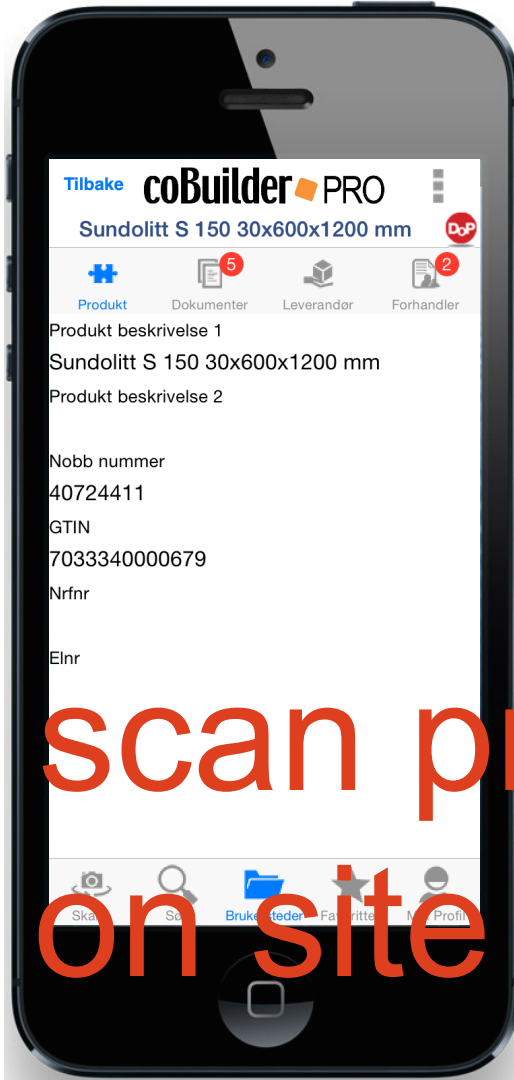 Tilbake coBuilder PRO
Sundolitt S 150 30x600x1200 mm DoP
5 2
Produkt Dokumenter Leverandør Forhandler
Produkt beskrivelse 1
Sundolitt S 150 30x600x1200 mm
Produkt beskrivelse 2
Nobb nummer
40724411
GTIN
7033340000679
Nrfnr
Elnr
scan
on site